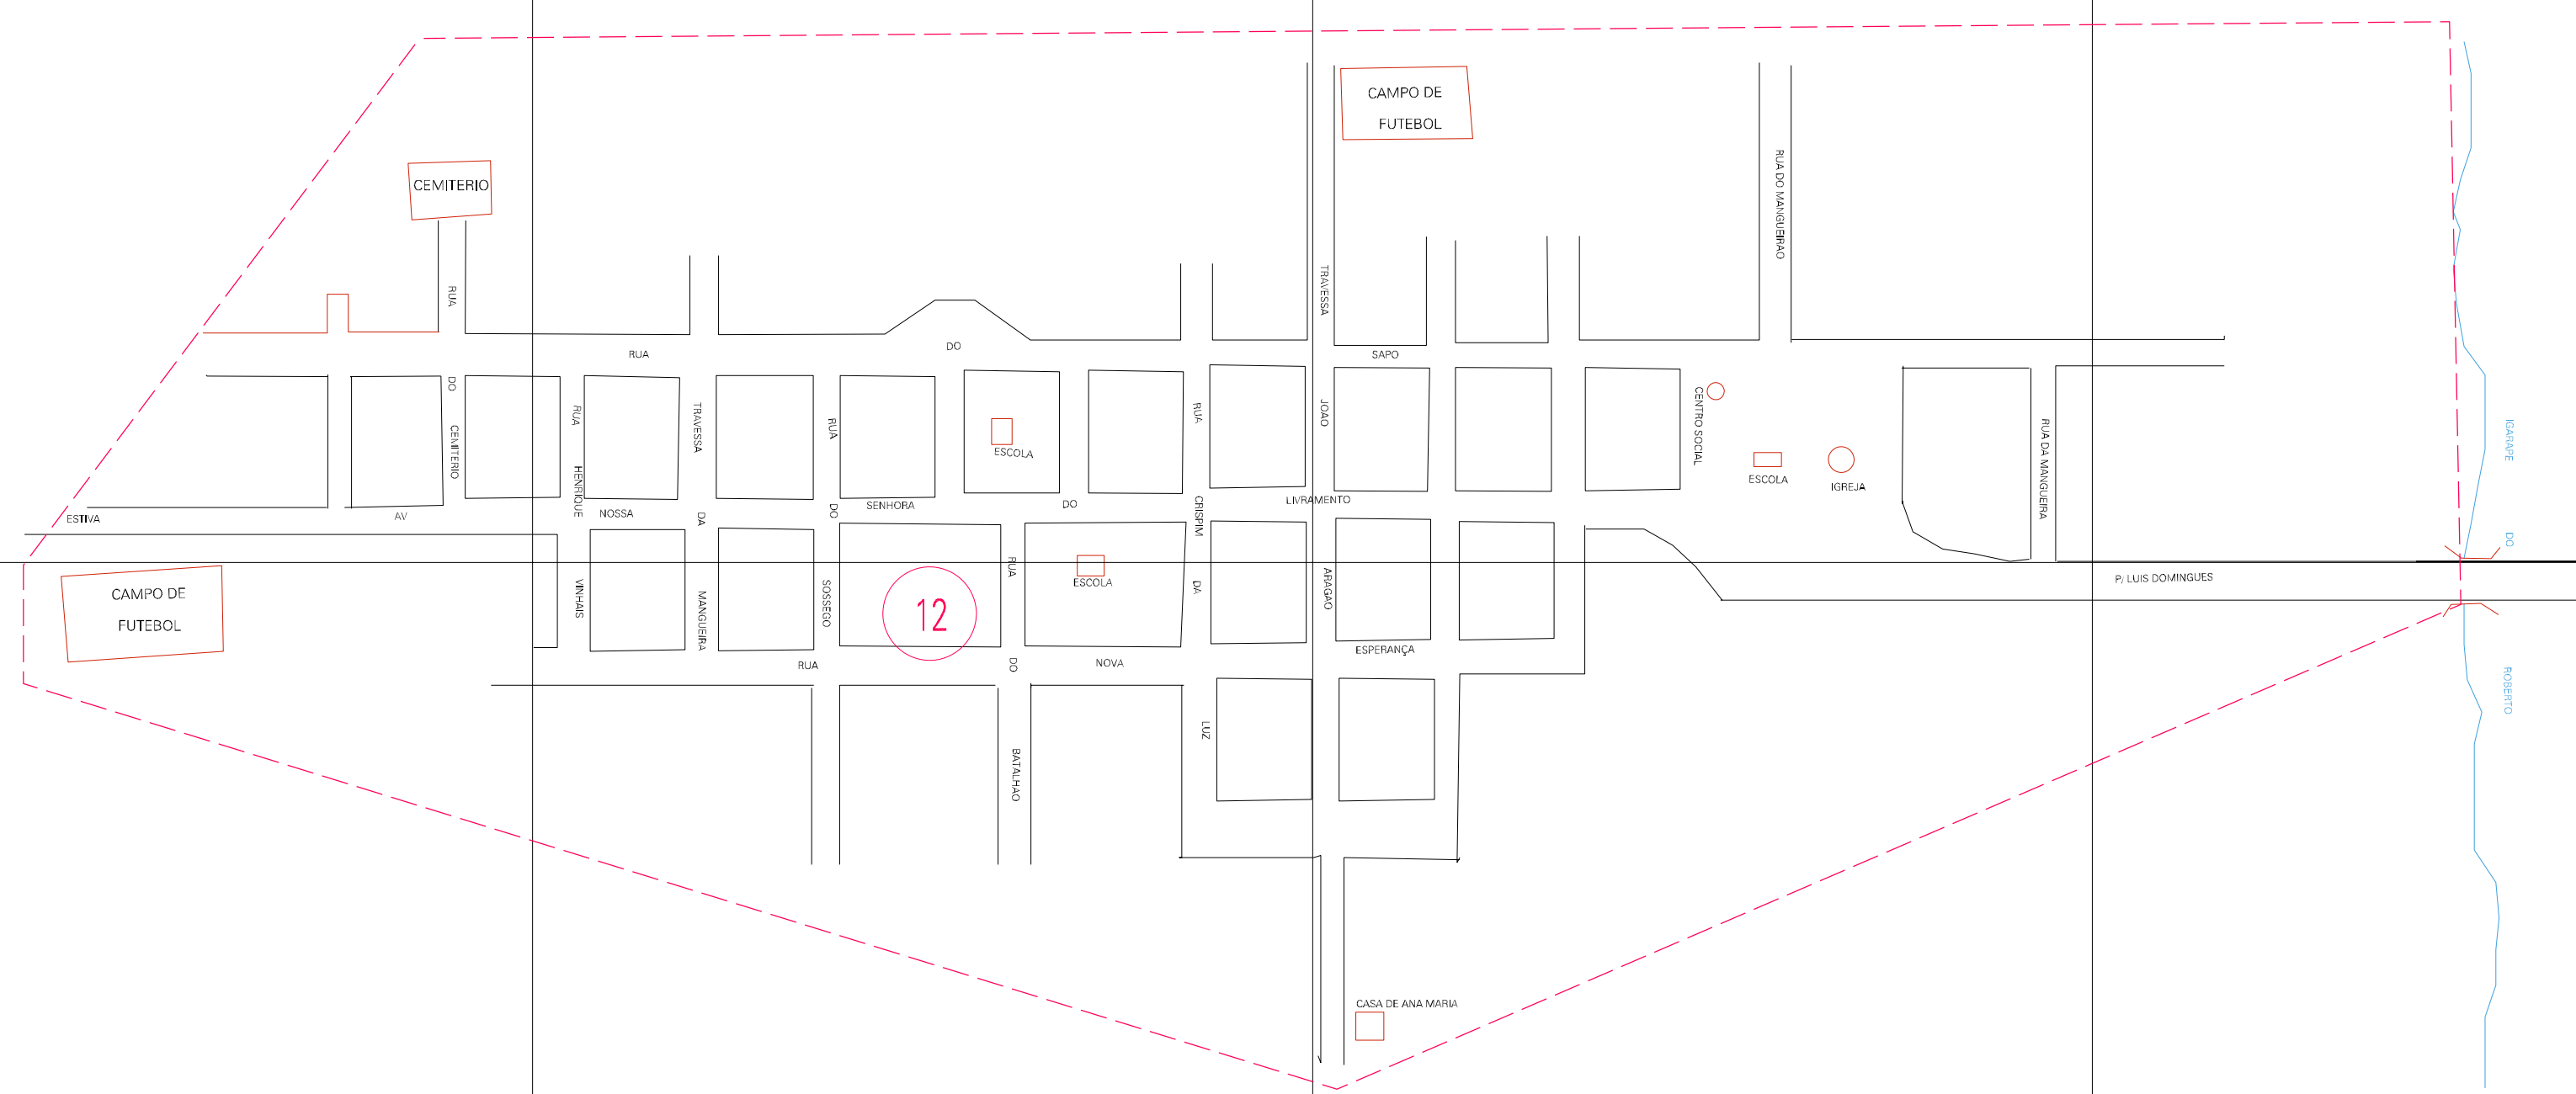 CAMPO DE
FUTEBOL
RUA DO MANGUEIRAO
CEMITERIO
RUA
DO
CEMITERIO
TRAVESSA
JOAO
ARAGAO
RUA
DO
SAPO
RUA
HENRIQUE
VINHAIS
TRAVESSA
DA
MANGUEIRA
RUA
DO
SOSSEGO
ESCOLA
RUA
CRISPIM
DA
LUZ
CENTRO SOCIAL
ESCOLA
IGREJA
RUA DA MANGUEIRA
IGARAPE
DO
ROBERTO
ESTIVA
AV
NOSSA
SENHORA
DO
LIVRAMENTO
P/ LUIS DOMINGUES
CAMPO DE
FUTEBOL
12
RUA
DO
BATALHAO
ESCOLA
RUA
NOVA
ESPERANÇA
CASA DE ANA MARIA